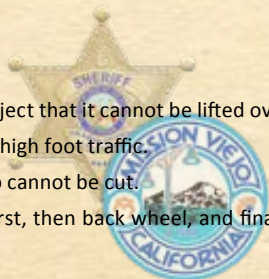 SHERIFF
ject that it cannot be lifted ov
high foot traffic.
cannot be cut.
rst, then back wheel, and fina
MISSION VIEJO
CALIFORNIA